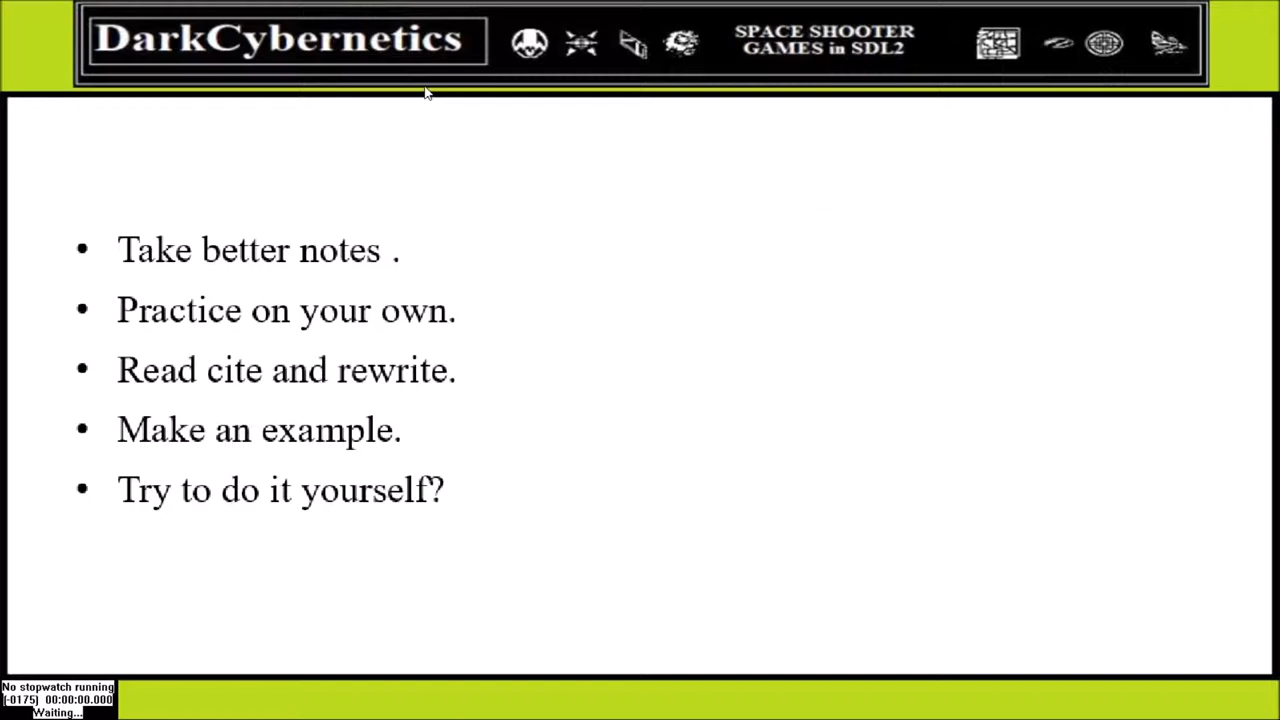 DarkCybernetics
SPACE SHOOTER
GAMES in SDL2
• Take better notes .
• Practice on your own.
• Read cite and rewrite.
• Make an example.
• Try to do it yourself?
No stopwatch running
(-0175) 00:00:00.000
Waiting...